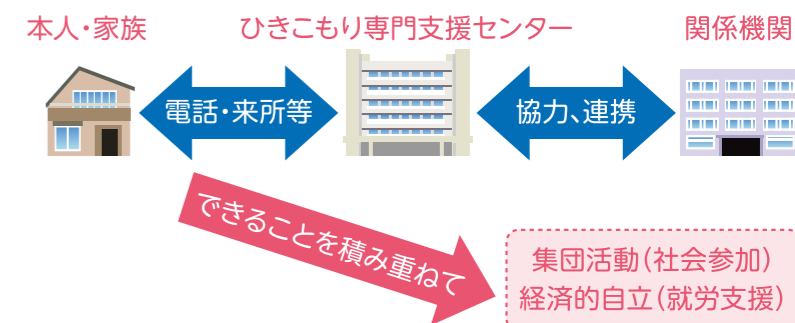 本人・家族
ひきこもり専門支援センター
関係機関
電話・来所等
協力、連携
できることを積み重ねて
集団活動(社会参加)
経済的自立(就労支援)